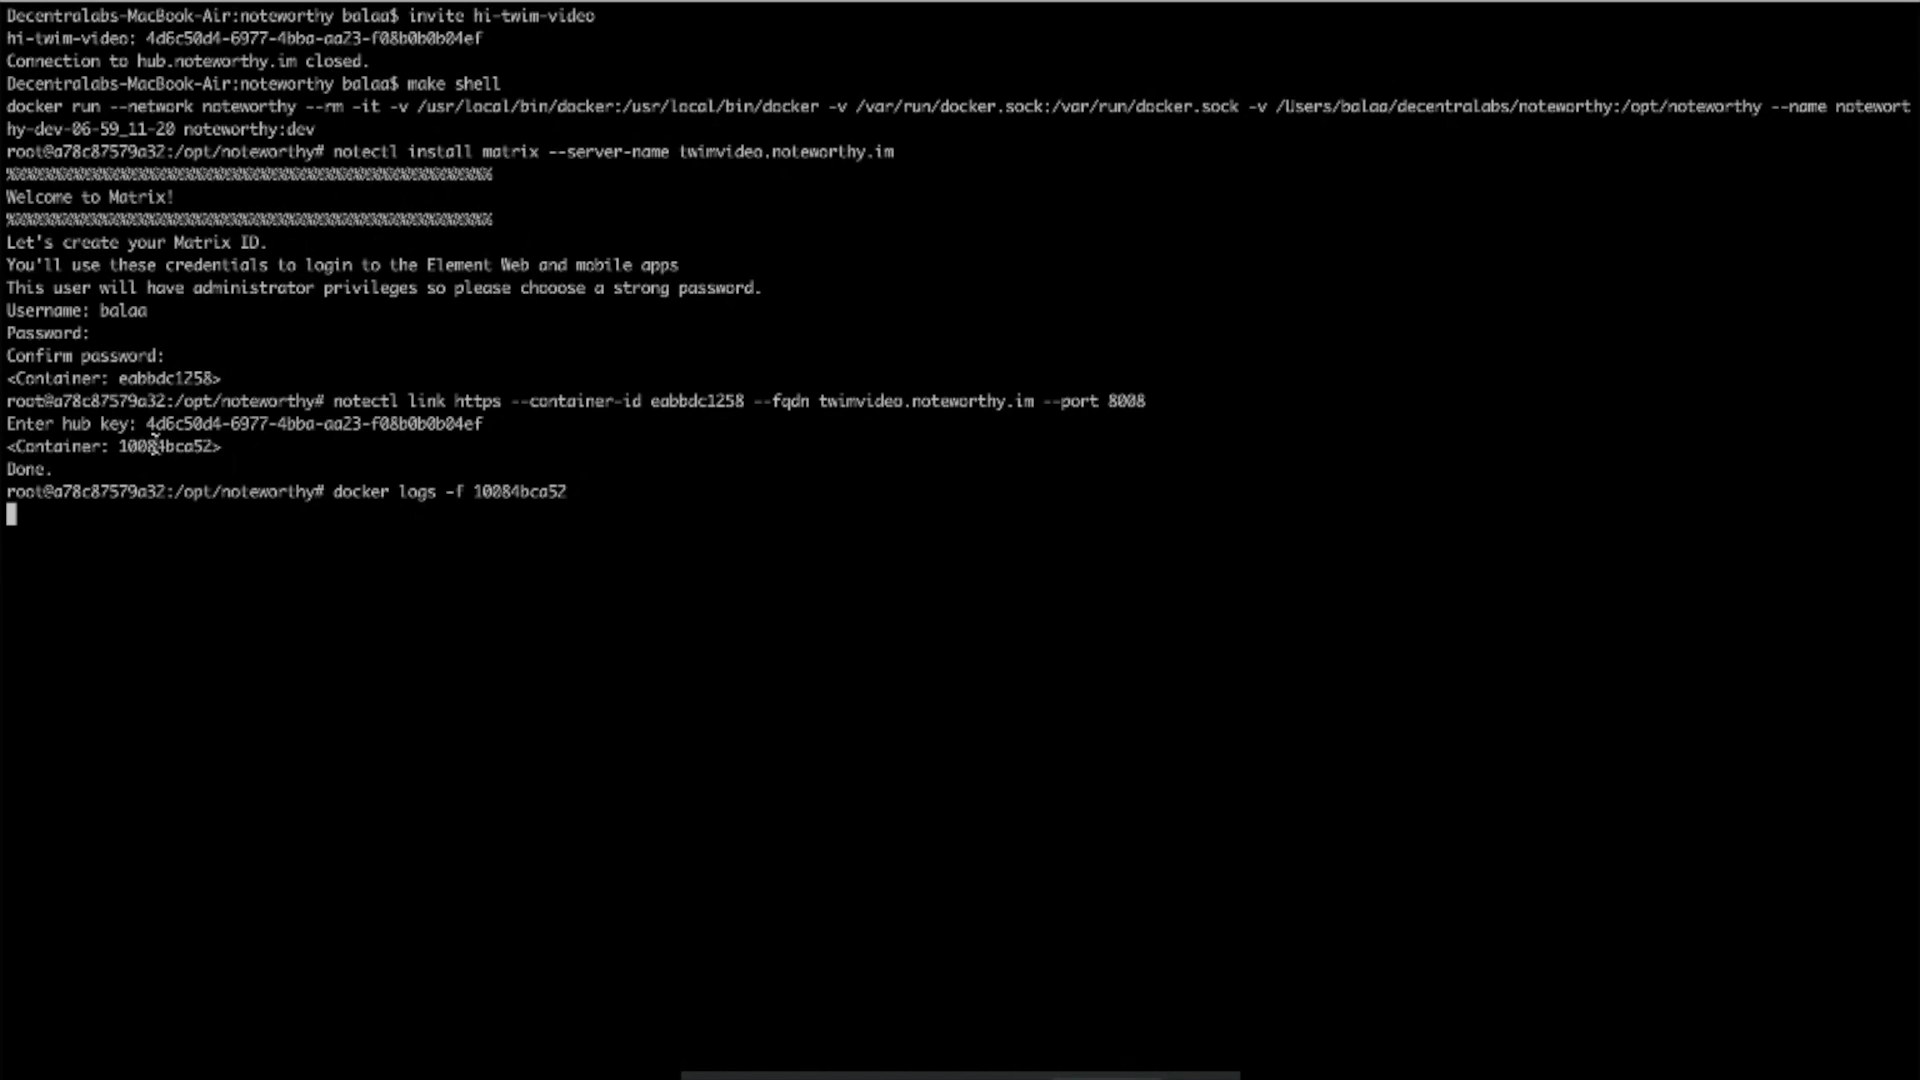 Decentralabs-MacBook-Air:noteworthy balaa$ invite hi-twim-video
hi-twim-video: 4d6c50d4-6977-4bba-aa23-f08b0b0b04ef
Connection to hub.noteworthy.im closed.
Decentralabs-MacBook-Air:noteworthy balaa$ make shell
docker run --network noteworthy --rm -it -v /usr/local/bin/docker:/usr/local/bin/docker -v /var/run/docker.sock:/var/run/docker.sock -v /Users/balaa/decentralabs/noteworthy:/opt/noteworthy --name notewort
hy-dev-06-59_11-20 noteworthy:dev
root@a78c87579a32:/opt/noteworthy# notectl install matrix --server-name twimvideo.noteworthy.im
Welcome to Matrix!
Let's create your Matrix ID.
You'll use these credentials to login to the Element Web and mobile apps
This user will have administrator privileges so please chooose a strong password.
Username: balaa
Password:
Confirm password:
<Container: eabbdc1258>
root@a78c87579a32:/opt/noteworthy# notectl link https --container-id eabbdc1258 --fqdn twimvideo.noteworthy.im --port 8008
Enter hub key: 4d6c50d4-6977-4bba-aa23-f08b0b0b04ef
<Container: 10084bca52>
Done.
root@a78c87579a32:/opt/noteworthy# docker logs -f 10084bca52